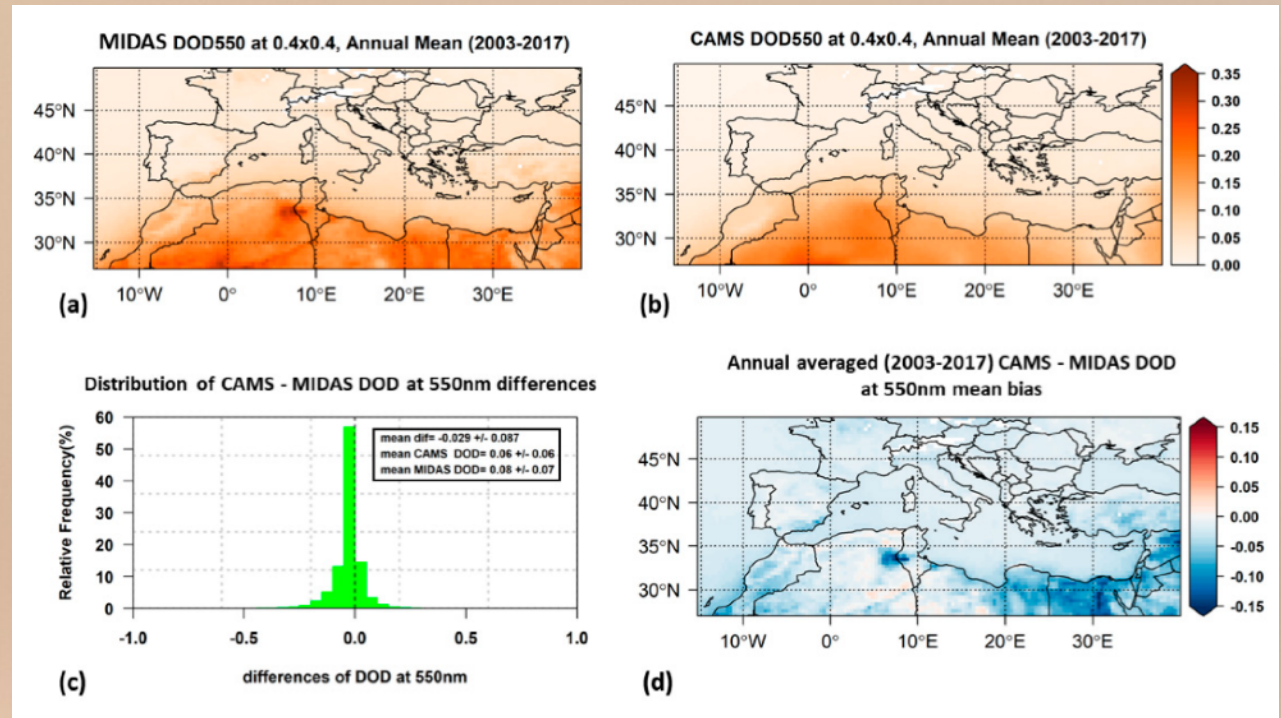 MIDAS DOD550 at 0.4x0.4, Annual Mean (2003-2017)
45°N
40°N
35°N
30°N
10°W 0° 10°E 20°E 30°E
(a)
CAMS DOD550 at 0.4x0.4, Annual Mean (2003-2017)
45°N
40°N
35°N
30°N
10°W 0° 10°E 20°E 30°E
0.35
0.30
0.25
0.20
0.15
0.10
0.05
0.00
(b)
Distribution of CAMS - MIDAS DOD at 550nm differences
Relative Frequency(%)
60
50
40
30
20
10
0
mean dif= -0.029 +/- 0.087
mean CAMS DOD= 0.06 +/- 0.06
mean MIDAS DOD= 0.08 +/- 0.07
-1.0 -0.5 0.0 0.5 1.0
differences of DOD at 550nm
(c)
Annual averaged (2003-2017) CAMS - MIDAS DOD
at 550nm mean bias
45°N
40°N
35°N
30°N
10°W 0° 10°E 20°E 30°E
0.15
0.10
0.05
0.00
-0.05
-0.10
-0.15
(d)